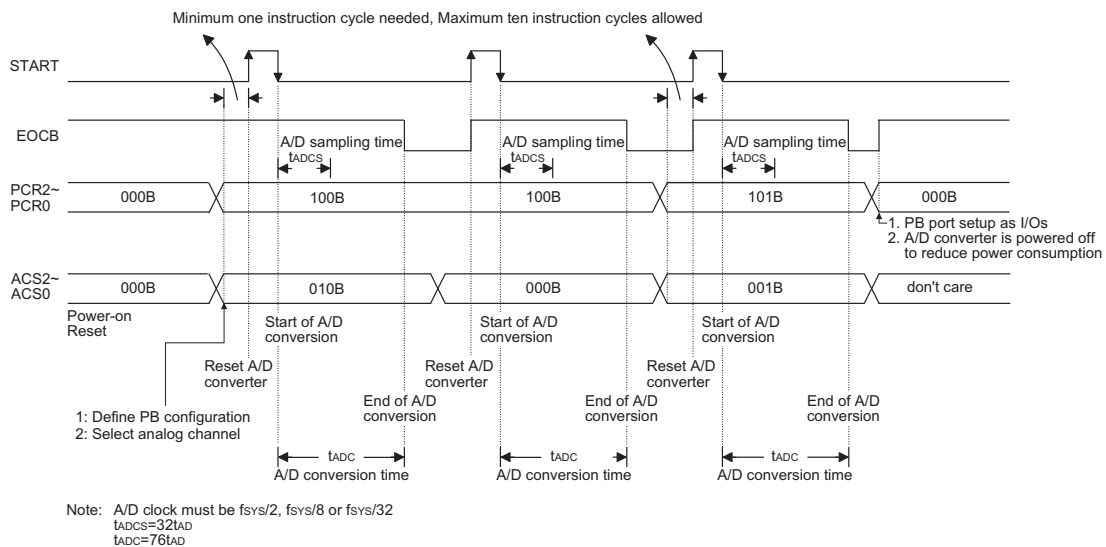 Minimum one instruction cycle needed, Maximum ten instruction cycles allowed
START
EOCB
A/D sampling time
tADCS
A/D sampling time
tADCS
A/D sampling time
tADCS
PCR2~
PCR0
000B
100B
100B
101B
000B
1. PB port setup as I/Os
2. A/D converter is powered off
to reduce power consumption
ACS2~
ACS0
000B
010B
000B
001B
don't care
Power-on
Reset
Start of A/D
conversion
Start of A/D
conversion
Start of A/D
conversion
Reset A/D
converter
Reset A/D
converter
Reset A/D
converter
End of A/D
conversion
End of A/D
conversion
End of A/D
conversion
1: Define PB configuration
2: Select analog channel
tADC
A/D conversion time
tADC
A/D conversion time
tADC
A/D conversion time
Note: A/D clock must be fSYS/2, fSYS/8 or fSYS/32
tADCS=32tAD
tADC=76tAD